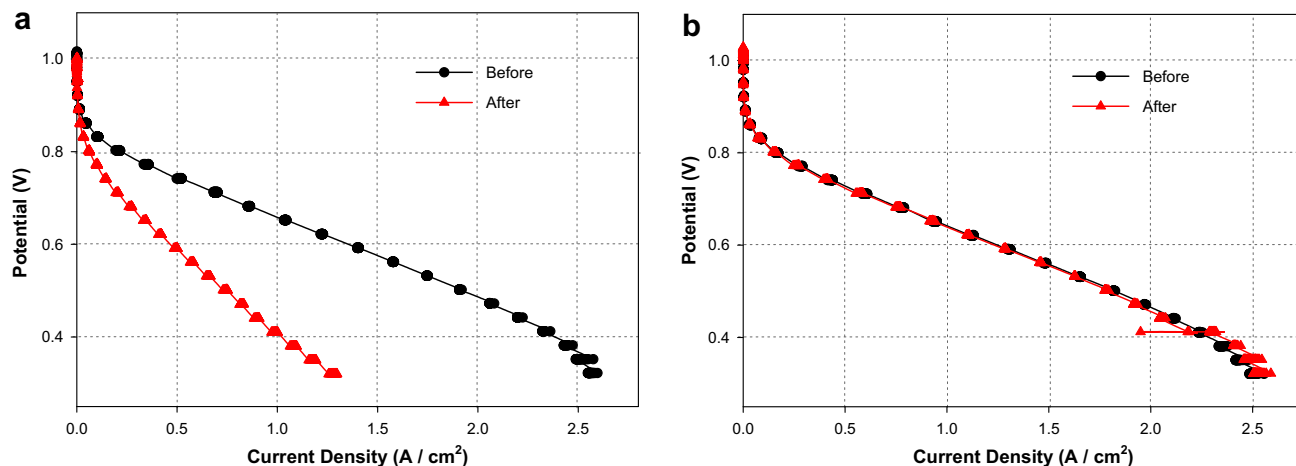 a
1.0
0.8
0.6
0.4
Potential (V)
Before
After
0.0 0.5 1.0 1.5 2.0 2.5
Current Density (A / cm²)
b
1.0
0.8
0.6
0.4
Potential (V)
Before
After
0.0 0.5 1.0 1.5 2.0 2.5
Current Density (A / cm²)